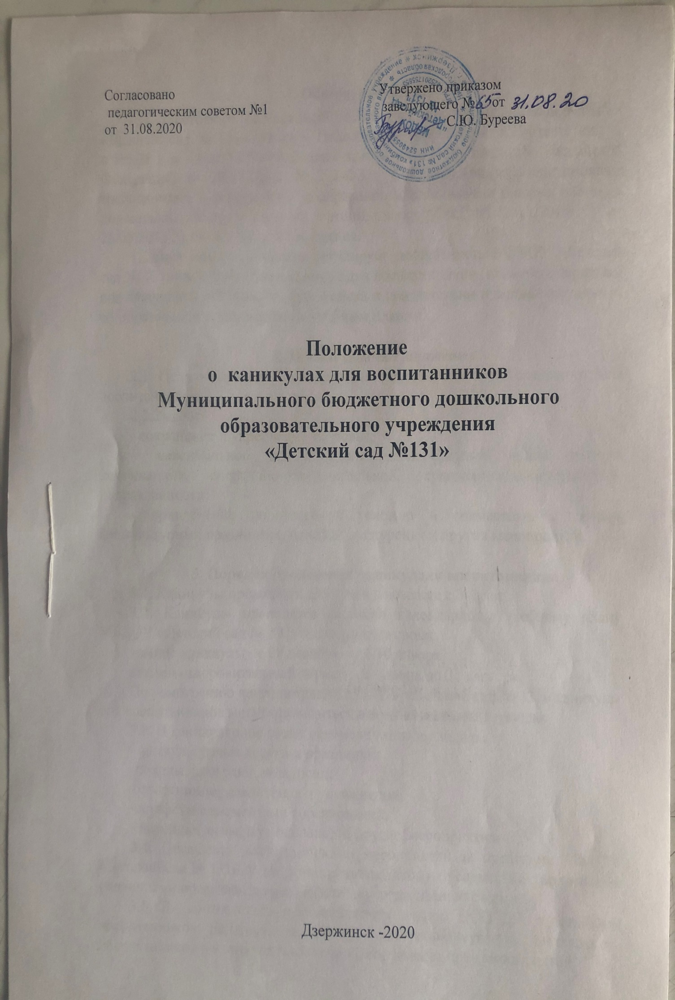 Согласовано
педагогическим советом №1
от 31.08.2020
Утвержено приказом
заведующего №65 от 31.08.20
С.Ю. Буреева
Положение
о каникулах для воспитанников
Муниципального бюджетного дошкольного
образовательного учреждения
«Детский сад №131»
Дзержинск -2020